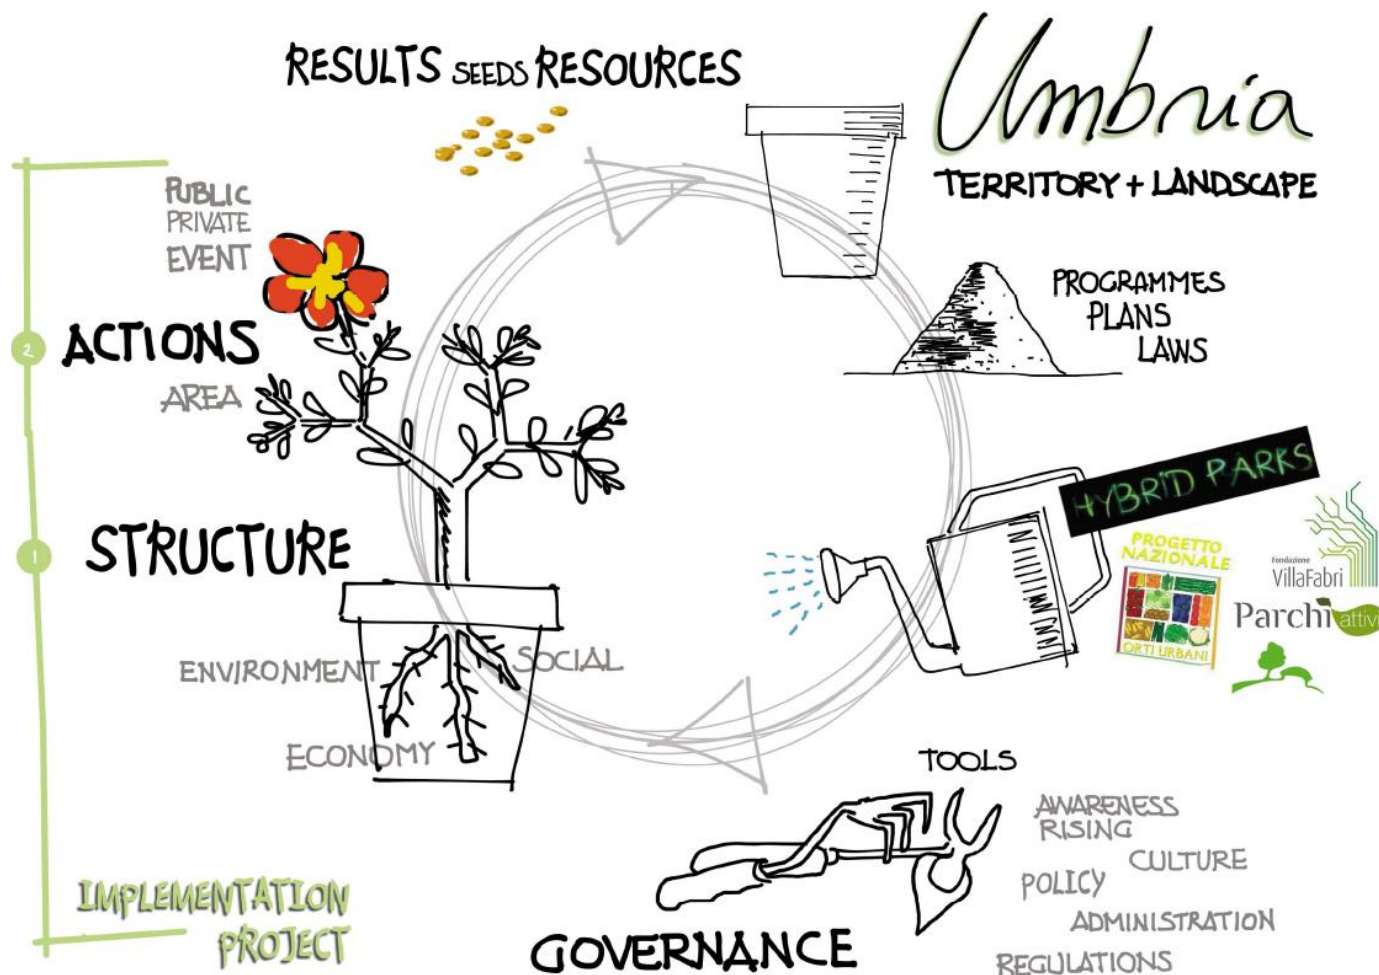 RESULTS SEEDS RESOURCES
Umbria
TERRITORY + LANDSCAPE
PUBLIC
PRIVATE
EVENT
2
ACTIONS
AREA
PROGRAMMES
PLANS
LAWS
HYBRID PARKS
PROGETTO
NAZIONALE
ORTI URBANI
Fondazione
VillaFabri
Parchi attivi
1
STRUCTURE
ENVIRONMENT
SOCIAL
ECONOMY
TOOLS
AWARENESS
RISING
CULTURE
POLICY
ADMINISTRATION
REGULATIONS
GOVERNANCE
IMPLEMENTATION
PROJECT